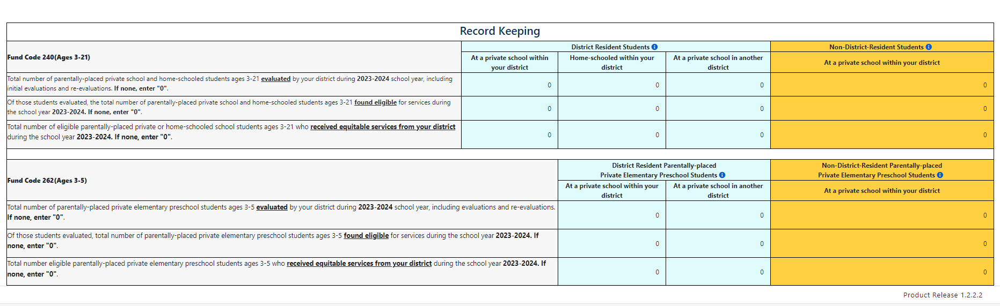 Record Keeping
Fund Code 240(Ages 3-21)
District Resident Students
Non-District-Resident Students
At a private school within
your district
Home-schooled within your
district
At a private school in another
district
At a private school within your district
Total number of parentally-placed private school and home-schooled students ages 3-21 evaluated by your district during 2023-2024 school year, including
initial evaluations and re-evaluations. If none, enter "0".
0 0 0 0
Of those students evaluated, the total number of parentally-placed private school and home-schooled students ages 3-21 found eligible for services during
the school year 2023-2024. If none, enter "0".
0 0 0 0
Total number of eligible parentally-placed private or home-schooled school students ages 3-21 who received equitable services from your district
during the school year 2023-2024. If none, enter "0".
0 0 0 0
Fund Code 262(Ages 3-5)
District Resident Parentally-placed
Private Elementary Preschool Students
Non-District-Resident Parentally-placed
Private Elementary Preschool Students
At a private school within your
district
At a private school in another
district
At a private school within your district
Total number of parentally-placed private elementary preschool students ages 3-5 evaluated by your district during 2023-2024 school year, including evaluations and re-evaluations.
If none, enter "0".
0 0 0
Of those students evaluated, total number of parentally-placed private elementary preschool students ages 3-5 found eligible for services during the school year 2023-2024. If
none, enter "0".
0 0 0
Total number eligible parentally-placed private elementary preschool students ages 3-5 who received equitable services from your district during the school year 2023-2024. If
none, enter "0".
0 0 0
Product Release 1.2.2.2